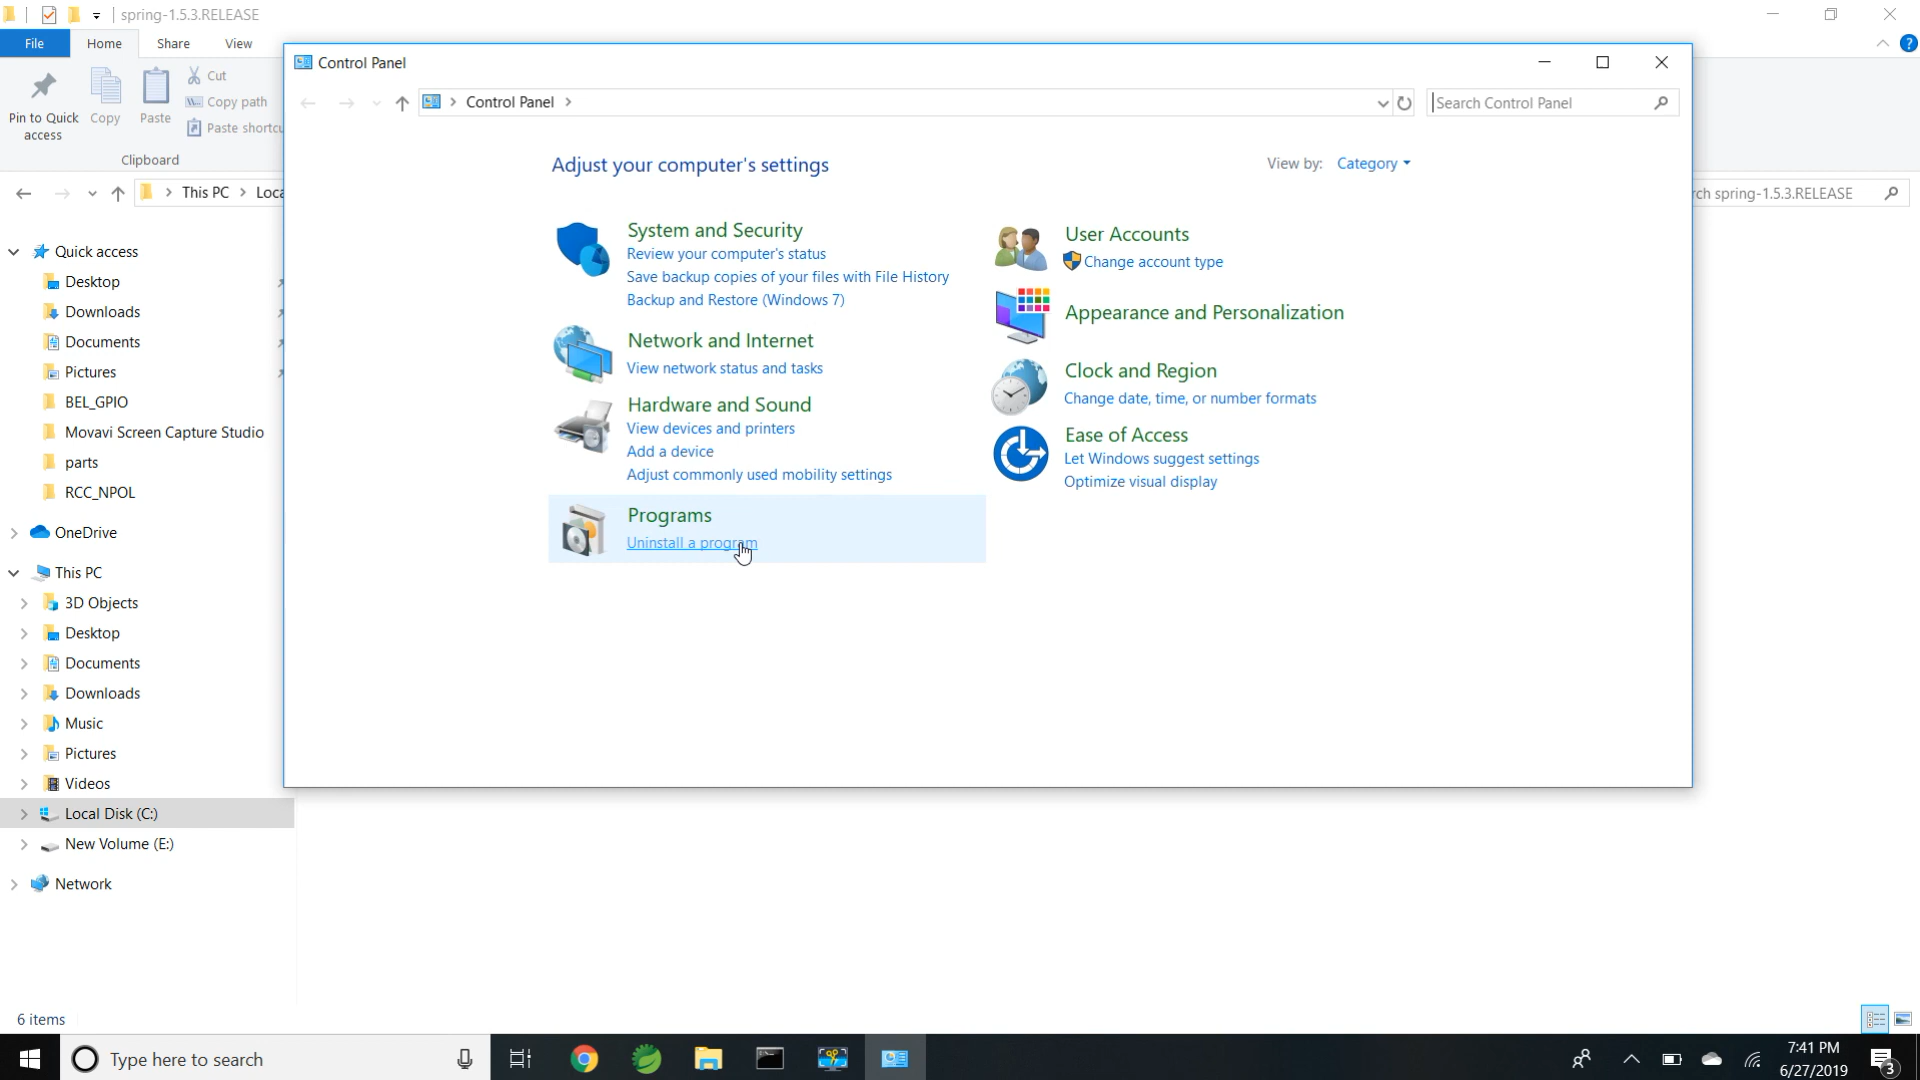 spring-1.5.3.RELEASE
File
Home
Share
View
Pin to Quick access
Copy
Paste
Cut
Copy path
Clipboard
This PC
spring-1.5.3.RELEASE
Quick access
Desktop
Downloads
Documents
Pictures
BEL_GPIO
Movavi Screen Capture Studio
parts
RCC_NPOL
OneDrive
This PC
3D Objects
Desktop
Documents
Downloads
Music
Pictures
Videos
Local Disk (C:)
New Volume (E:)
Network
6 items
Control Panel
Control Panel
Search Control Panel
Adjust your computer's settings
View by: Category
System and Security
Review your computer's status
Save backup copies of your files with File History
Backup and Restore (Windows 7)
Network and Internet
View network status and tasks
Hardware and Sound
View devices and printers
Add a device
Adjust commonly used mobility settings
Programs
Uninstall a program
User Accounts
Change account type
Appearance and Personalization
Clock and Region
Change date, time, or number formats
Ease of Access
Let Windows suggest settings
Optimize visual display
Type here to search
7:41 PM
6/27/2019
3